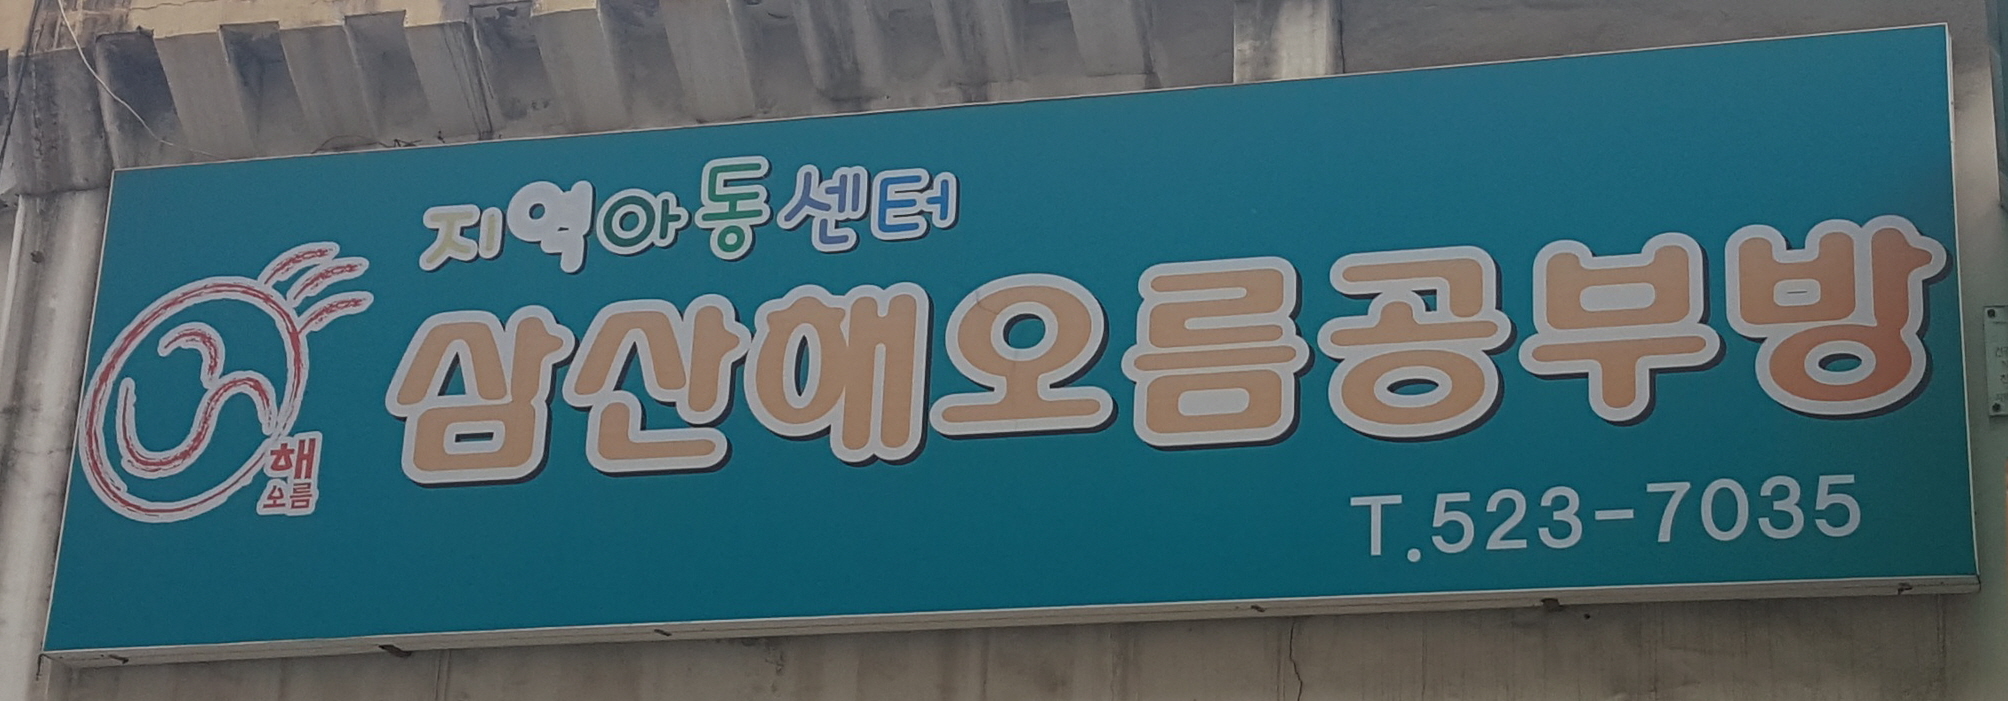 지역아동센터
삼산해오름공부방
해
오름
T.523-7035